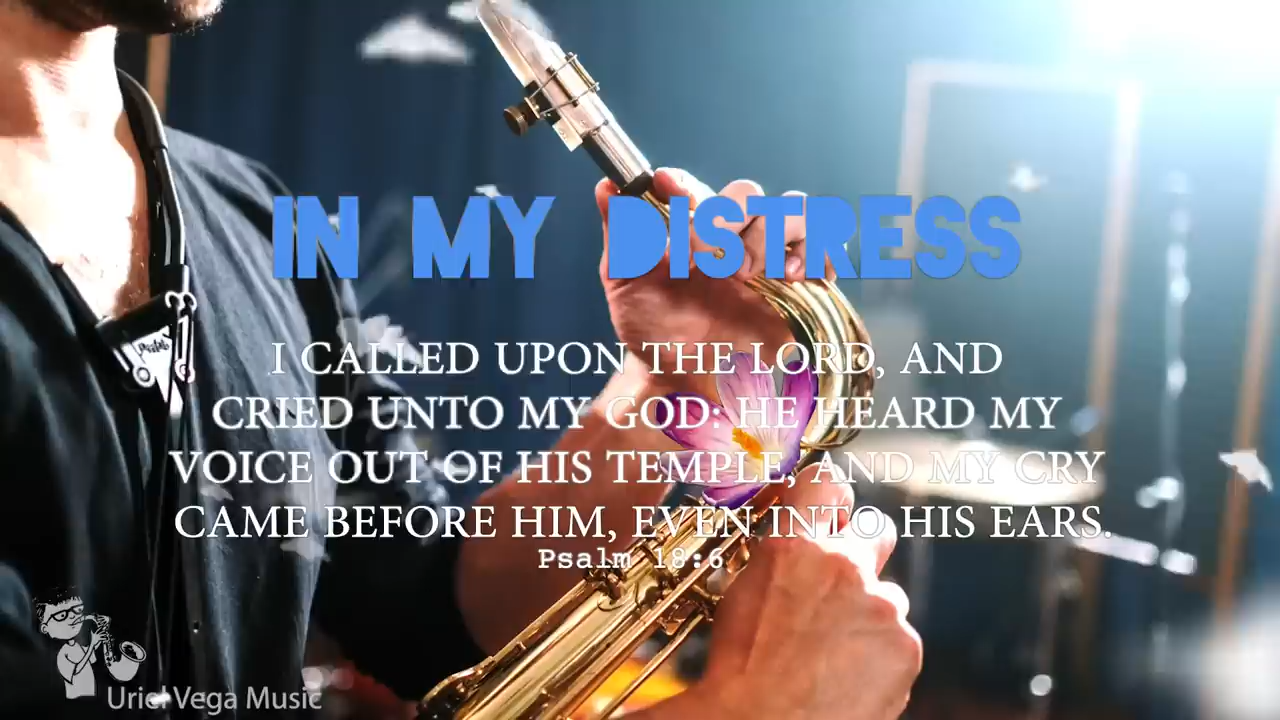 IN MY DISTRESS
I CALLED UPON THE LORD, AND
CRIED UNTO MY GOD: HE HEARD MY
VOICE OUT OF HIS TEMPLE, AND MY CRY
CAME BEFORE HIM, EVEN INTO HIS EARS.
Psalm 18:6
Uriel Vega Music